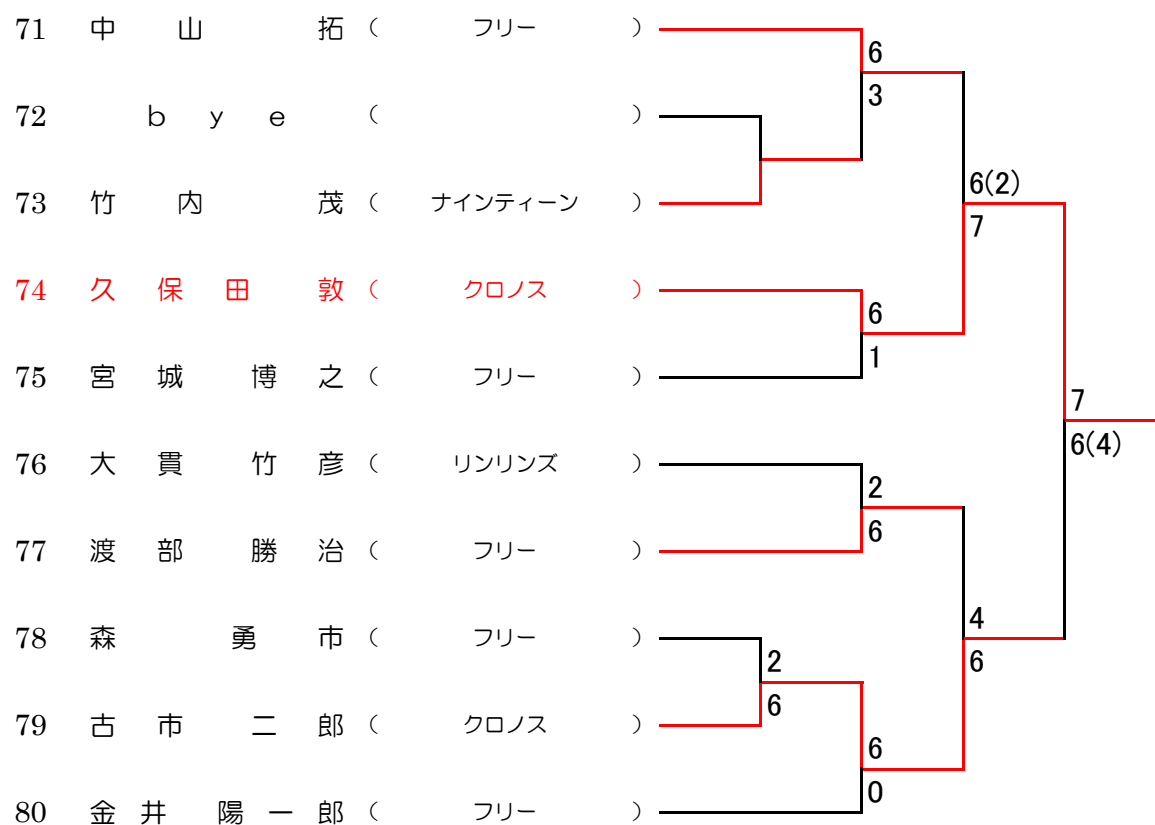 71 中山 拓 ( フリー )
6
3
72 bye ( )
6(2)
73 竹内 茂 ( ナインティーン )
7
74 久保田 敦 ( クロノス )
6
1
75 宮城 博之 ( フリー )
7
6(4)
76 大貫 竹彦 ( リンリンズ )
2
6
77 渡部 勝治 ( フリー )
4
78 森 勇市 ( フリー )
2
6
6
79 古市 二郎 ( クロノス )
6
0
80 金井 陽一郎 ( フリー )